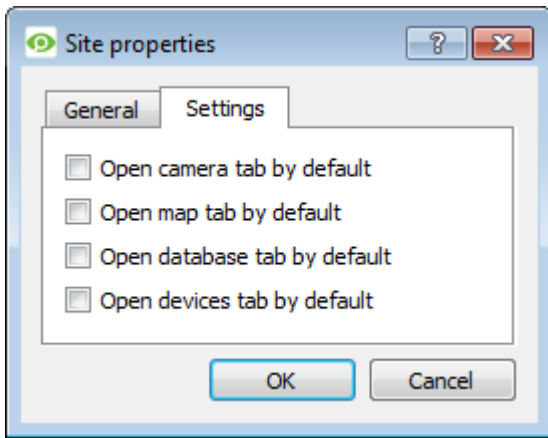 Site properties
?
General Settings
Open camera tab by default
Open map tab by default
Open database tab by default
Open devices tab by default
OK Cancel